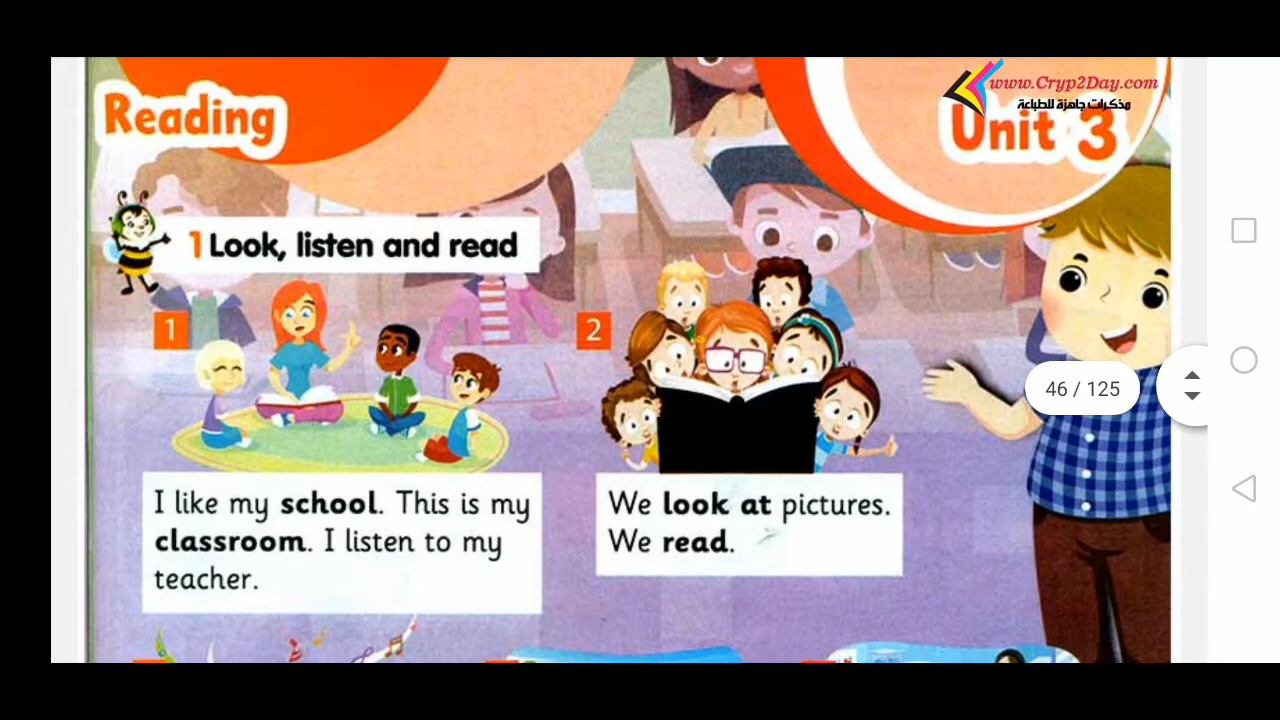 www.Cryp2Day.com
مذكرات جاهزة للطباعة
Reading
Unit 3
1 Look, listen and read
1
2
46 / 125
I like my school. This is my
classroom. I listen to my
teacher.
We look at pictures.
We read.